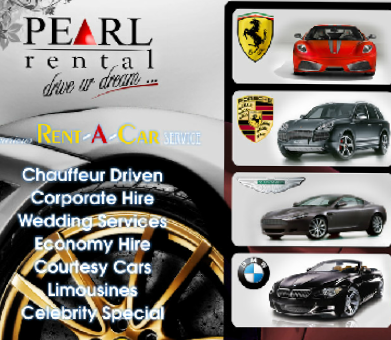 PEARL
rental
drive ur dream...
RENT-A-CAR SERVICE
Chauffeur Driven
Corporate Hire
Wedding Services
Economy Hire
Courtesy Cars
Limousines
Celebrity Special
PORSCHE